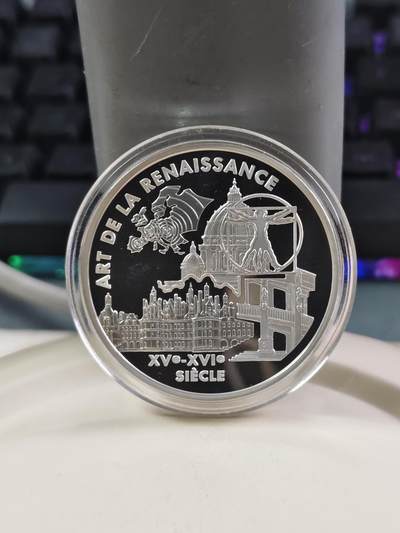 ART DE LA RENAISSANCE
XVe-XVIe
SIÈCLE